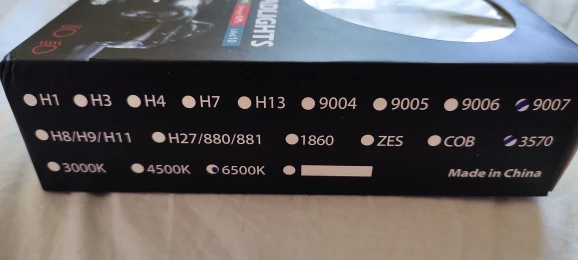 HEADLIGHTS
H1 H3 H4 H7 H13 9004 9005 9006 9007
H8/H9/H11 H27/880/881 1860 ZES COB 3570
3000K 4500K 6500K
Made in China